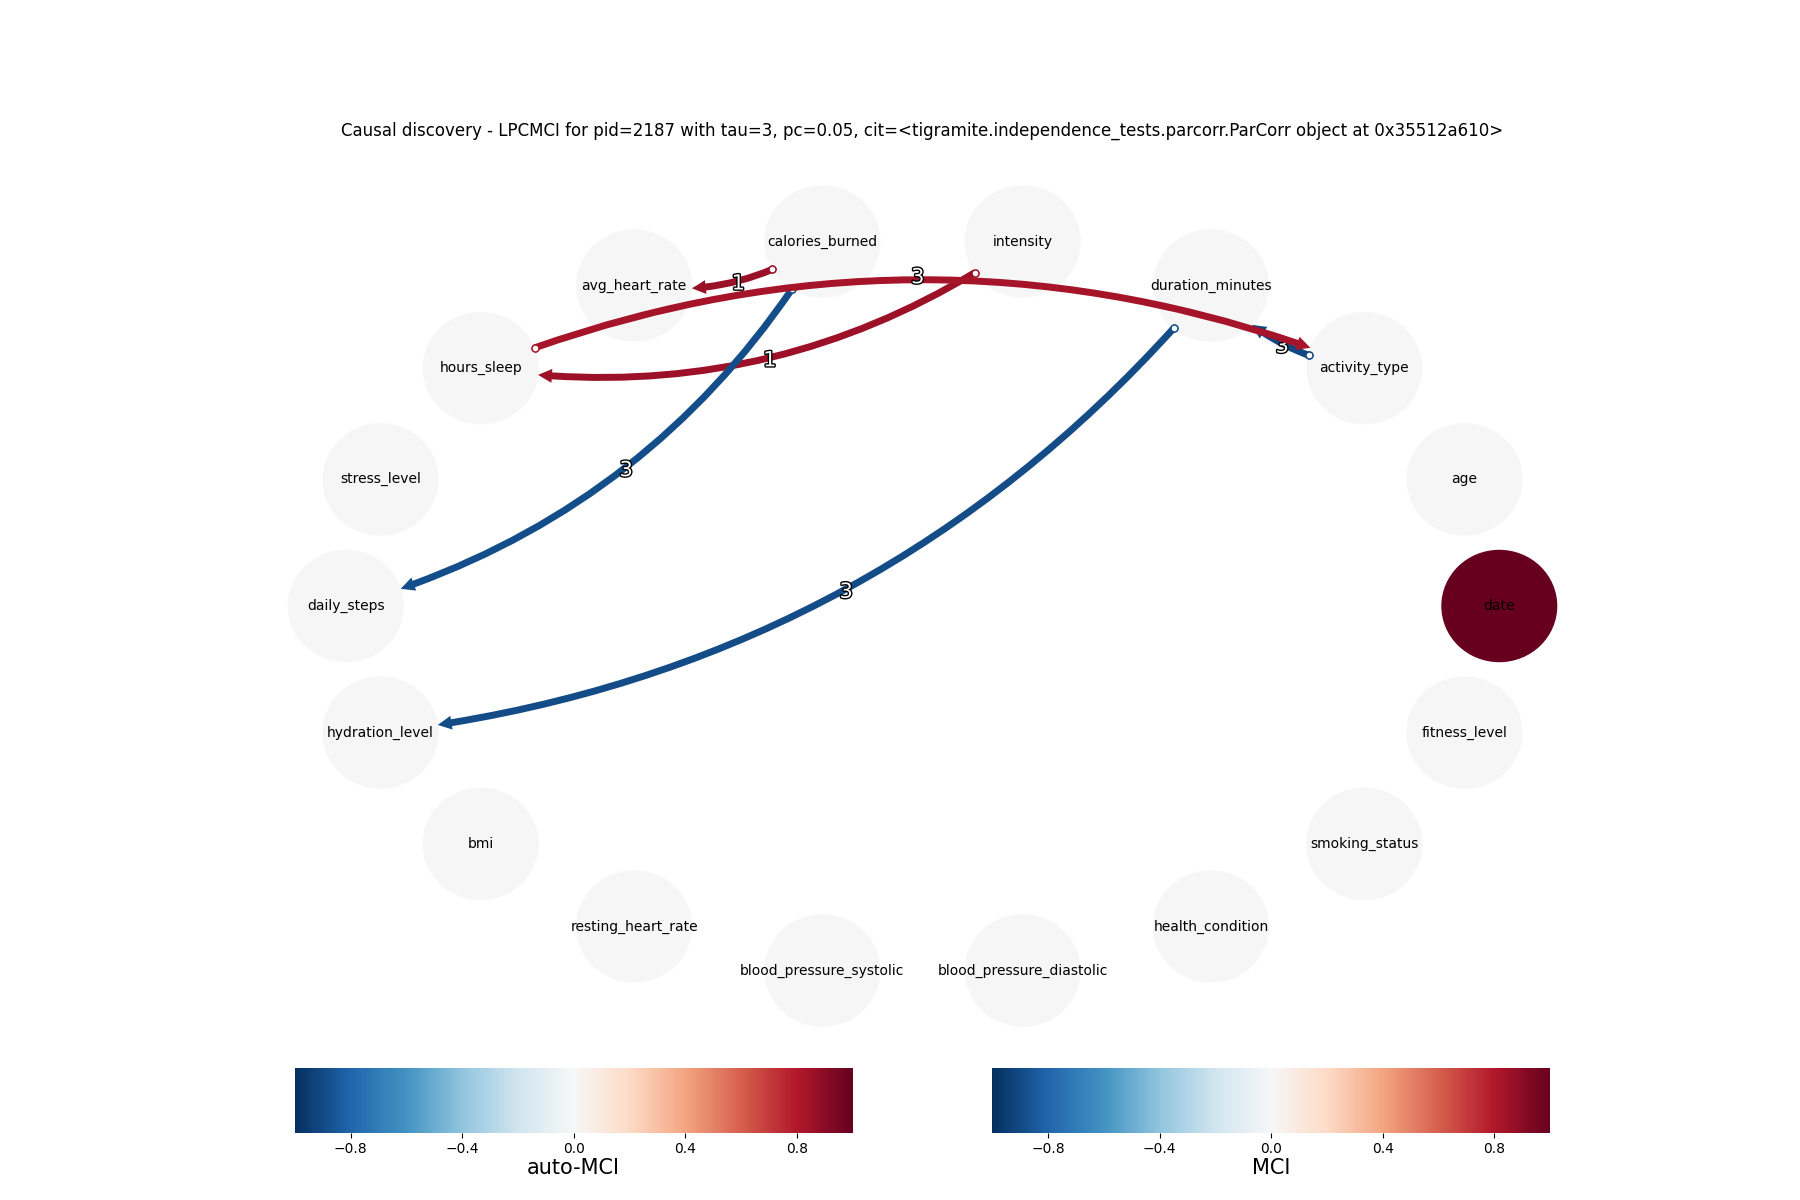 Causal discovery - LPCMCI for pid=2187 with tau=3, pc=0.05, cit=<tigramite.independence_tests.parcorr.ParCorr object at 0x35512a610>
calories_burned
intensity
avg_heart_rate
duration_minutes
1
3
3
hours_sleep
1
activity_type
stress_level
3
age
daily_steps
3
date
hydration_level
fitness_level
bmi
smoking_status
resting_heart_rate
health_condition
blood_pressure_systolic
blood_pressure_diastolic
−0.8 −0.4 0.0 0.4 0.8
auto-MCI
−0.8 −0.4 0.0 0.4 0.8
MCI